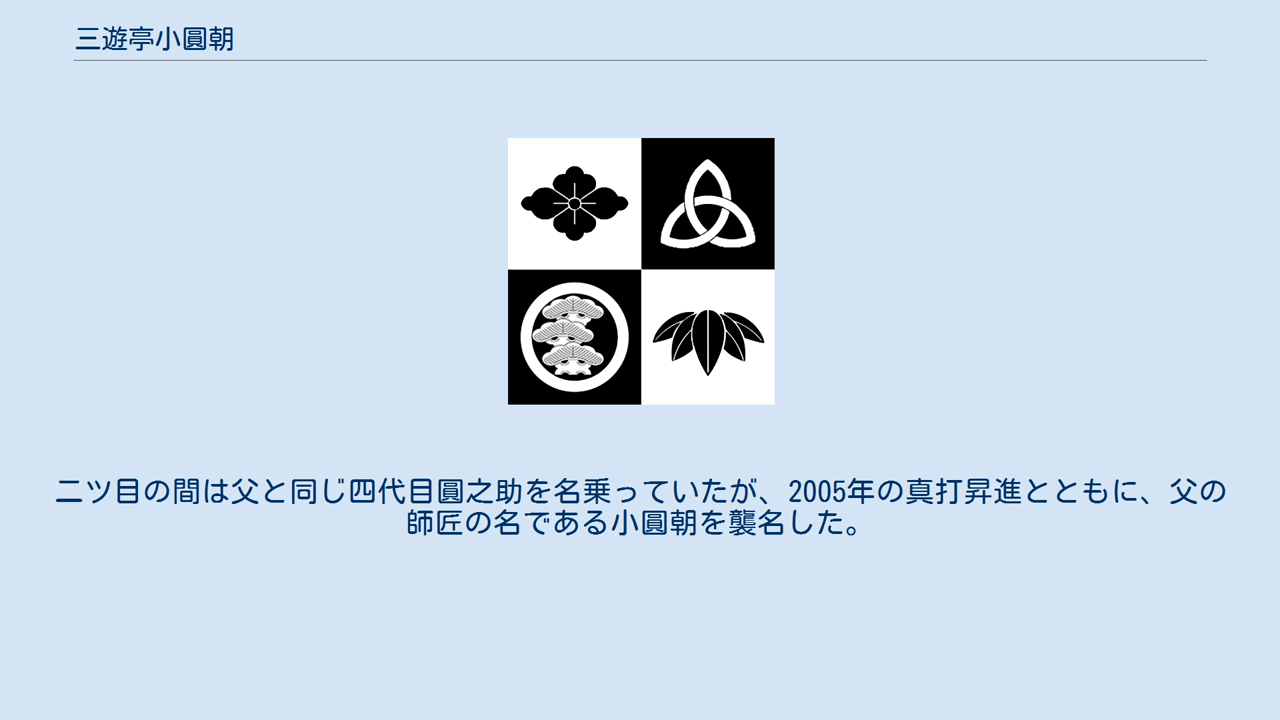 三遊亭小圓朝
二ツ目の間は父と同じ四代目圓之助を名乗っていたが、2005年の真打昇進とともに、父の
師匠の名である小圓朝を襲名した。